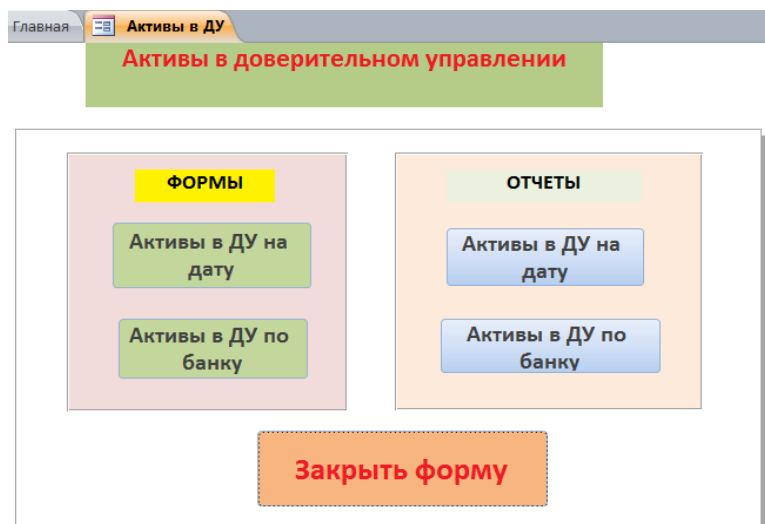 Главная
Активы в ДУ
Активы в доверительном управлении
ФОРМЫ
Активы в ДУ на
дату
Активы в ДУ по
банку
ОТЧЕТЫ
Активы в ДУ на
дату
Активы в ДУ по
банку
Закрыть форму